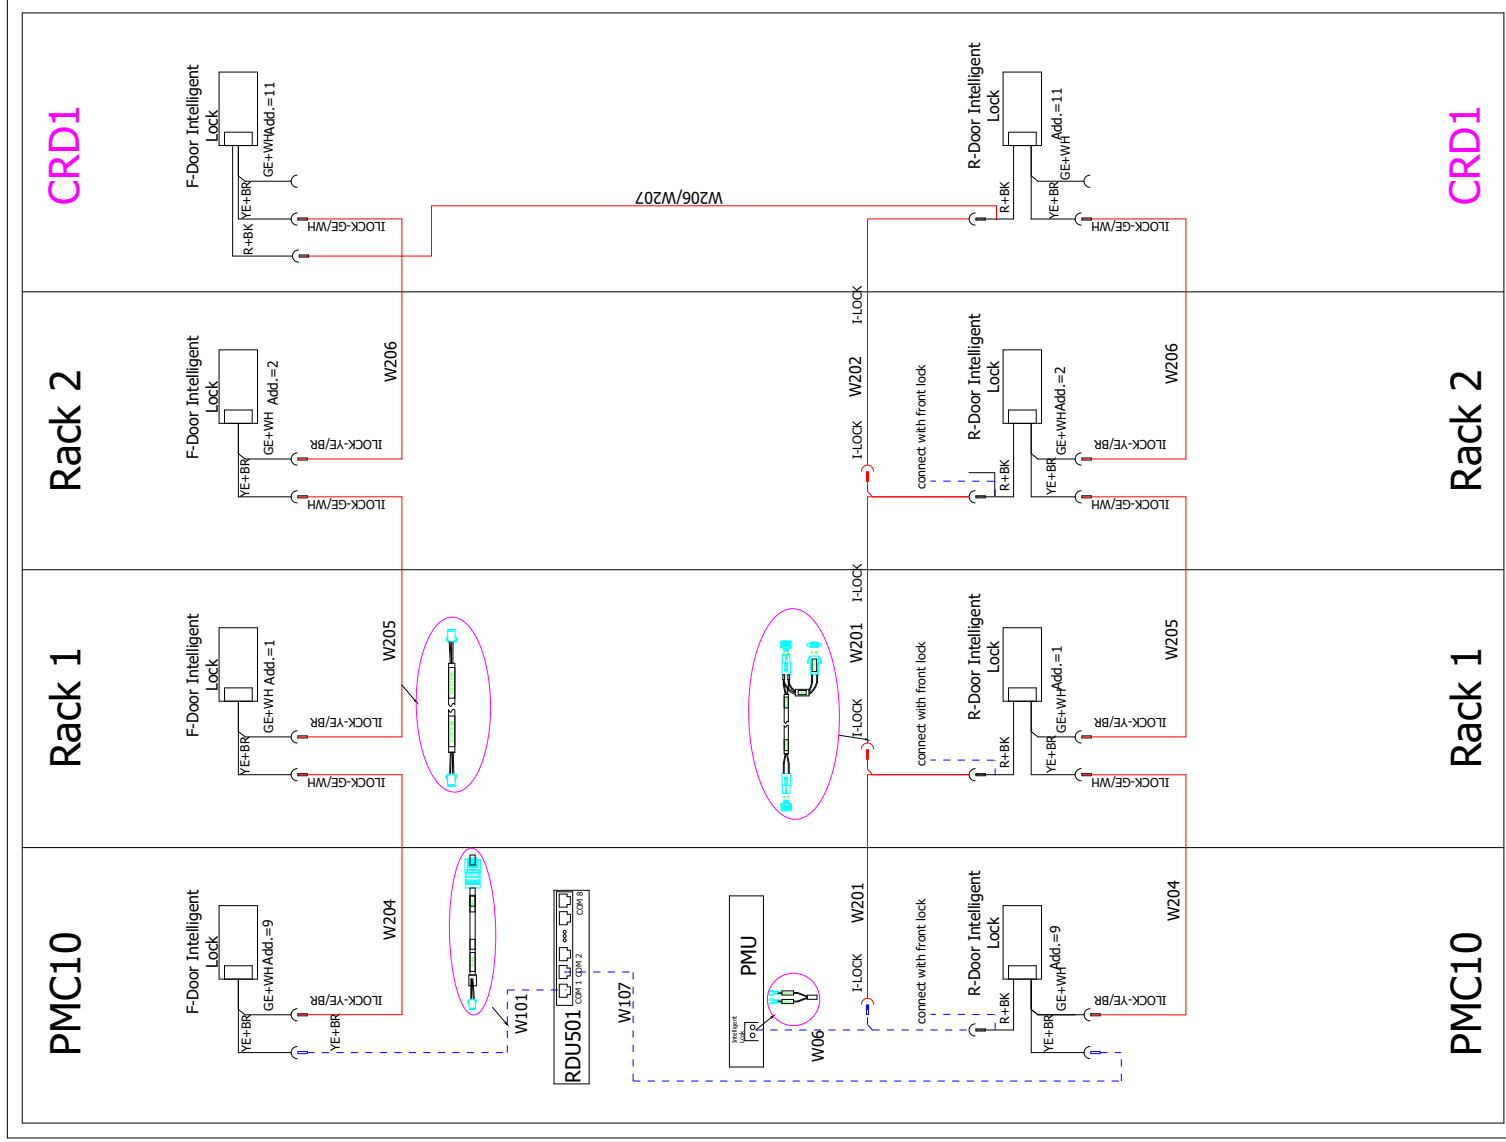 CRD1
F-Door Intelligent
Lock
Add.=11
GE+WH
YE+BR
R+BK
ILOCK-GE/WH
W206/W207
R-Door Intelligent
Lock
Add.=11
GE+WH
R+BK
YE+BR
ILOCK-GE/WH
CRD1
Rack 2
F-Door Intelligent
Lock
Add.=2
GE+WH
YE+BR
ILOCK-YE/BR
ILOCK-GE/WH
W206
I-LOCK
W202
I-LOCK
connect with front lock
R-Door Intelligent
Lock
Add.=2
GE+WH
R+BK
YE+BR
ILOCK-YE/BR
ILOCK-GE/WH
W206
Rack 2
Rack 1
F-Door Intelligent
Lock
Add.=1
GE+WH
YE+BR
ILOCK-YE/BR
ILOCK-GE/WH
W205
I-LOCK
W201
I-LOCK
connect with front lock
R-Door Intelligent
Lock
Add.=1
GE+WH
R+BK
YE+BR
ILOCK-YE/BR
ILOCK-GE/WH
W205
Rack 1
PMC10
F-Door Intelligent
Lock
Add.=9
GE+WH
YE+BR
ILOCK-YE/BR
YE+BR
W204
W101
RDU501
COM 1
COM 2
COM 8
W107
PMU
Intelligent
Lock
W06
W201
I-LOCK
connect with front lock
R-Door Intelligent
Lock
Add.=9
GE+WH
R+BK
YE+BR
ILOCK-YE/BR
W204
PMC10